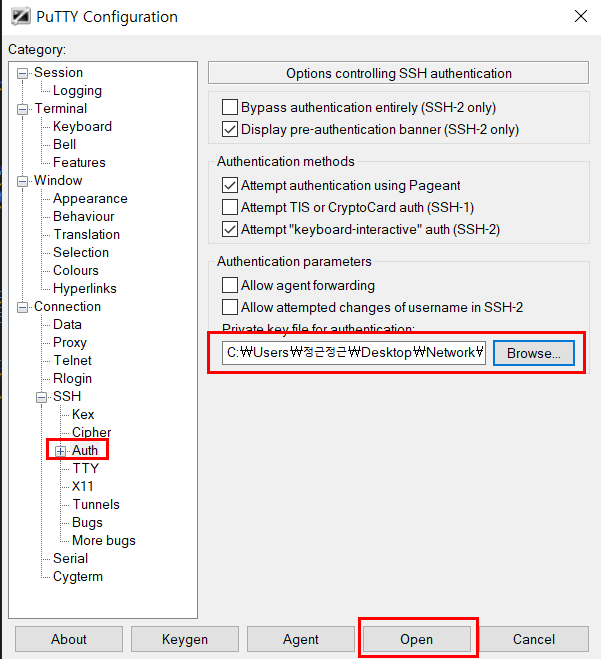 PuTTY Configuration
Category:
Session
Logging
Terminal
Keyboard
Bell
Features
Window
Appearance
Behaviour
Translation
Selection
Colours
Hyperlinks
Connection
Data
Proxy
Telnet
Rlogin
SSH
Kex
Cipher
Auth
TTY
X11
Tunnels
Bugs
More bugs
Serial
Cygterm
Options controlling SSH authentication
Bypass authentication entirely (SSH-2 only)
Display pre-authentication banner (SSH-2 only)
Authentication methods
Attempt authentication using Pageant
Attempt TIS or CryptoCard auth (SSH-1)
Attempt "keyboard-interactive" auth (SSH-2)
Authentication parameters
Allow agent forwarding
Allow attempted changes of username in SSH-2
Private key file for authentication:
C:₩Users₩정근정근₩Desktop₩Network₩
Browse...
About
Keygen
Agent
Open
Cancel